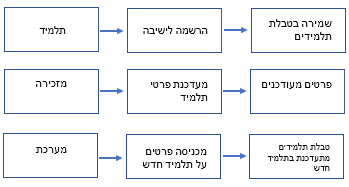 תלמיד
הרשמה לישיבה
שמירה בטבלת
תלמידים
מזכירה
מעדכנת פרטי
תלמיד
פרטים מעודכנים
מערכת
מכניסה פרטים
על תלמיד חדש
טבלת תלמידים
מתעדכנת בתלמיד
חדש